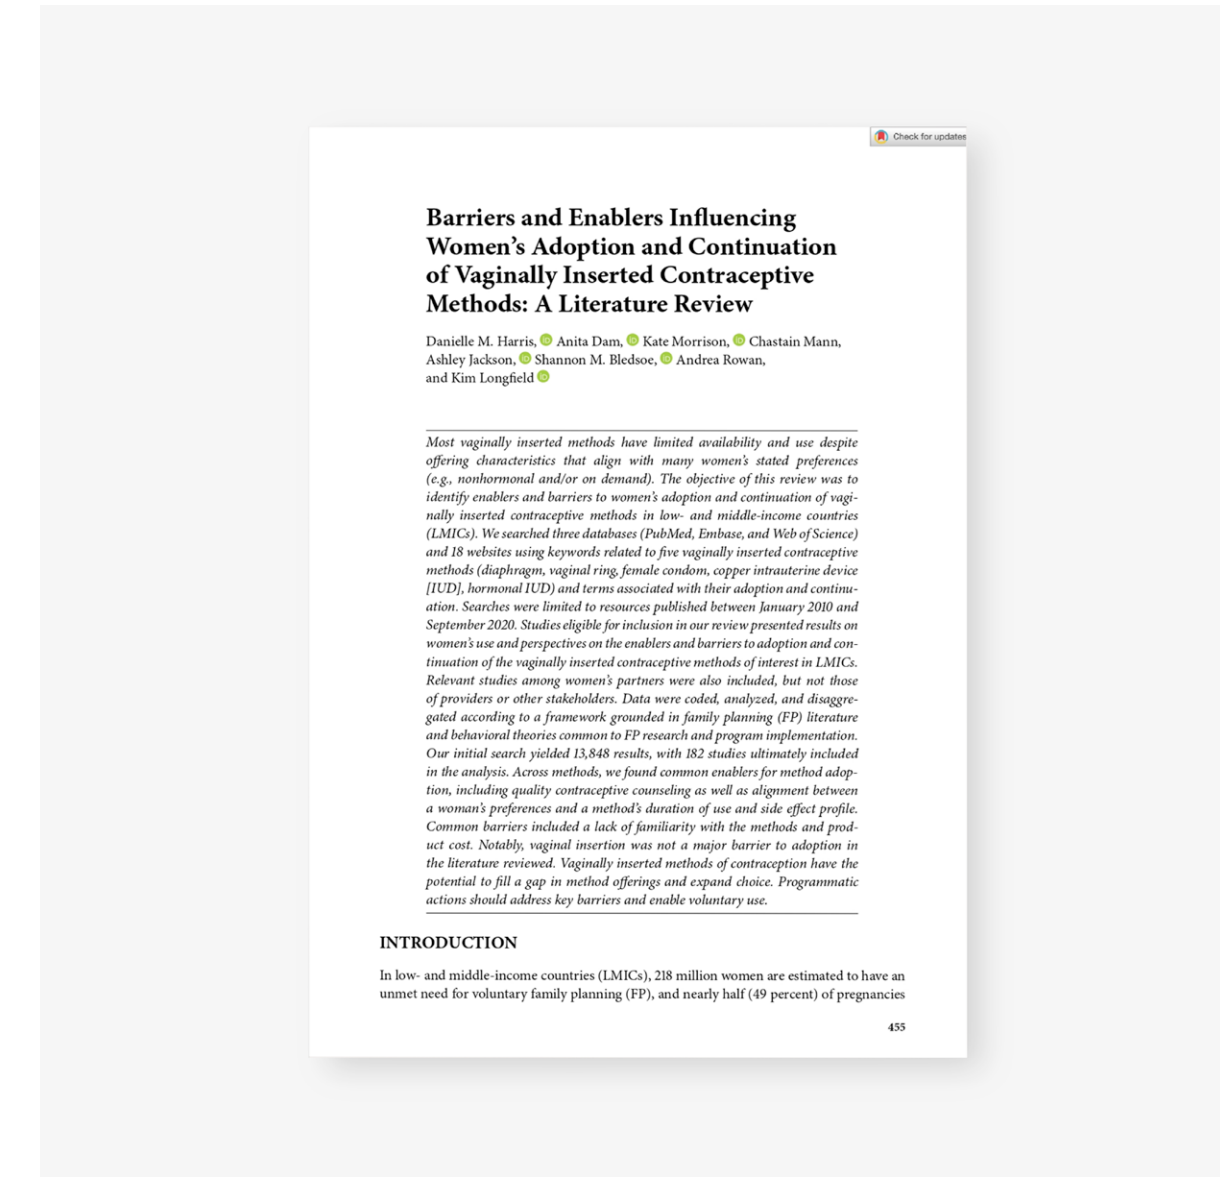 Check for updates
Barriers and Enablers Influencing
Women's Adoption and Continuation
of Vaginally Inserted Contraceptive
Methods: A Literature Review
Danielle M. Harris, iD Anita Dam, iD Kate Morrison, iD Chastain Mann,
Ashley Jackson, iD Shannon M. Bledsoe, iD Andrea Rowan,
and Kim Longfield iD
Most vaginally inserted methods have limited availability and use despite
offering characteristics that align with many women's stated preferences
(e.g., nonhormonal and/or on demand). The objective of this review was to
identify enablers and barriers to women's adoption and continuation of vagi-
nally inserted contraceptive methods in low- and middle-income countries
(LMICs). We searched three databases (PubMed, Embase, and Web of Science)
and 18 websites using keywords related to five vaginally inserted contraceptive
methods (diaphragm, vaginal ring, female condom, copper intrauterine device
[IUD], hormonal IUD) and terms associated with their adoption and continu-
ation. Searches were limited to resources published between January 2010 and
September 2020. Studies eligible for inclusion in our review presented results on
women's use and perspectives on the enablers and barriers to adoption and con-
tinuation of the vaginally inserted contraceptive methods of interest in LMICs.
Relevant studies among women's partners were also included, but not those
of providers or other stakeholders. Data were coded, analyzed, and disaggre-
gated according to a framework grounded in family planning (FP) literature
and behavioral theories common to FP research and program implementation.
Our initial search yielded 13,848 results, with 182 studies ultimately included
in the analysis. Across methods, we found common enablers for method adop-
tion, including quality contraceptive counseling as well as alignment between
a woman's preferences and a method's duration of use and side effect profile.
Common barriers included a lack of familiarity with the methods and prod-
uct cost. Notably, vaginal insertion was not a major barrier to adoption in
the literature reviewed. Vaginally inserted methods of contraception have the
potential to fill a gap in method offerings and expand choice. Programmatic
actions should address key barriers and enable voluntary use.
INTRODUCTION
In low- and middle-income countries (LMICs), 218 million women are estimated to have an
unmet need for voluntary family planning (FP), and nearly half (49 percent) of pregnancies
455